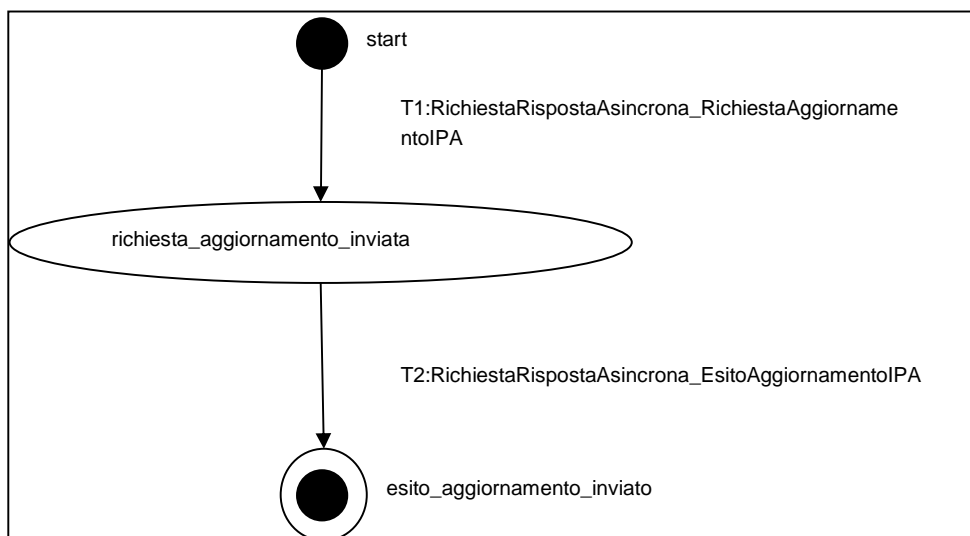 start
T1:RichiestaRispostaAsincrona_RichiestaAggiorname
ntoIPA
richiesta_aggiornamento_inviata
T2:RichiestaRispostaAsincrona_EsitoAggiornamentoIPA
esito_aggiornamento_inviato